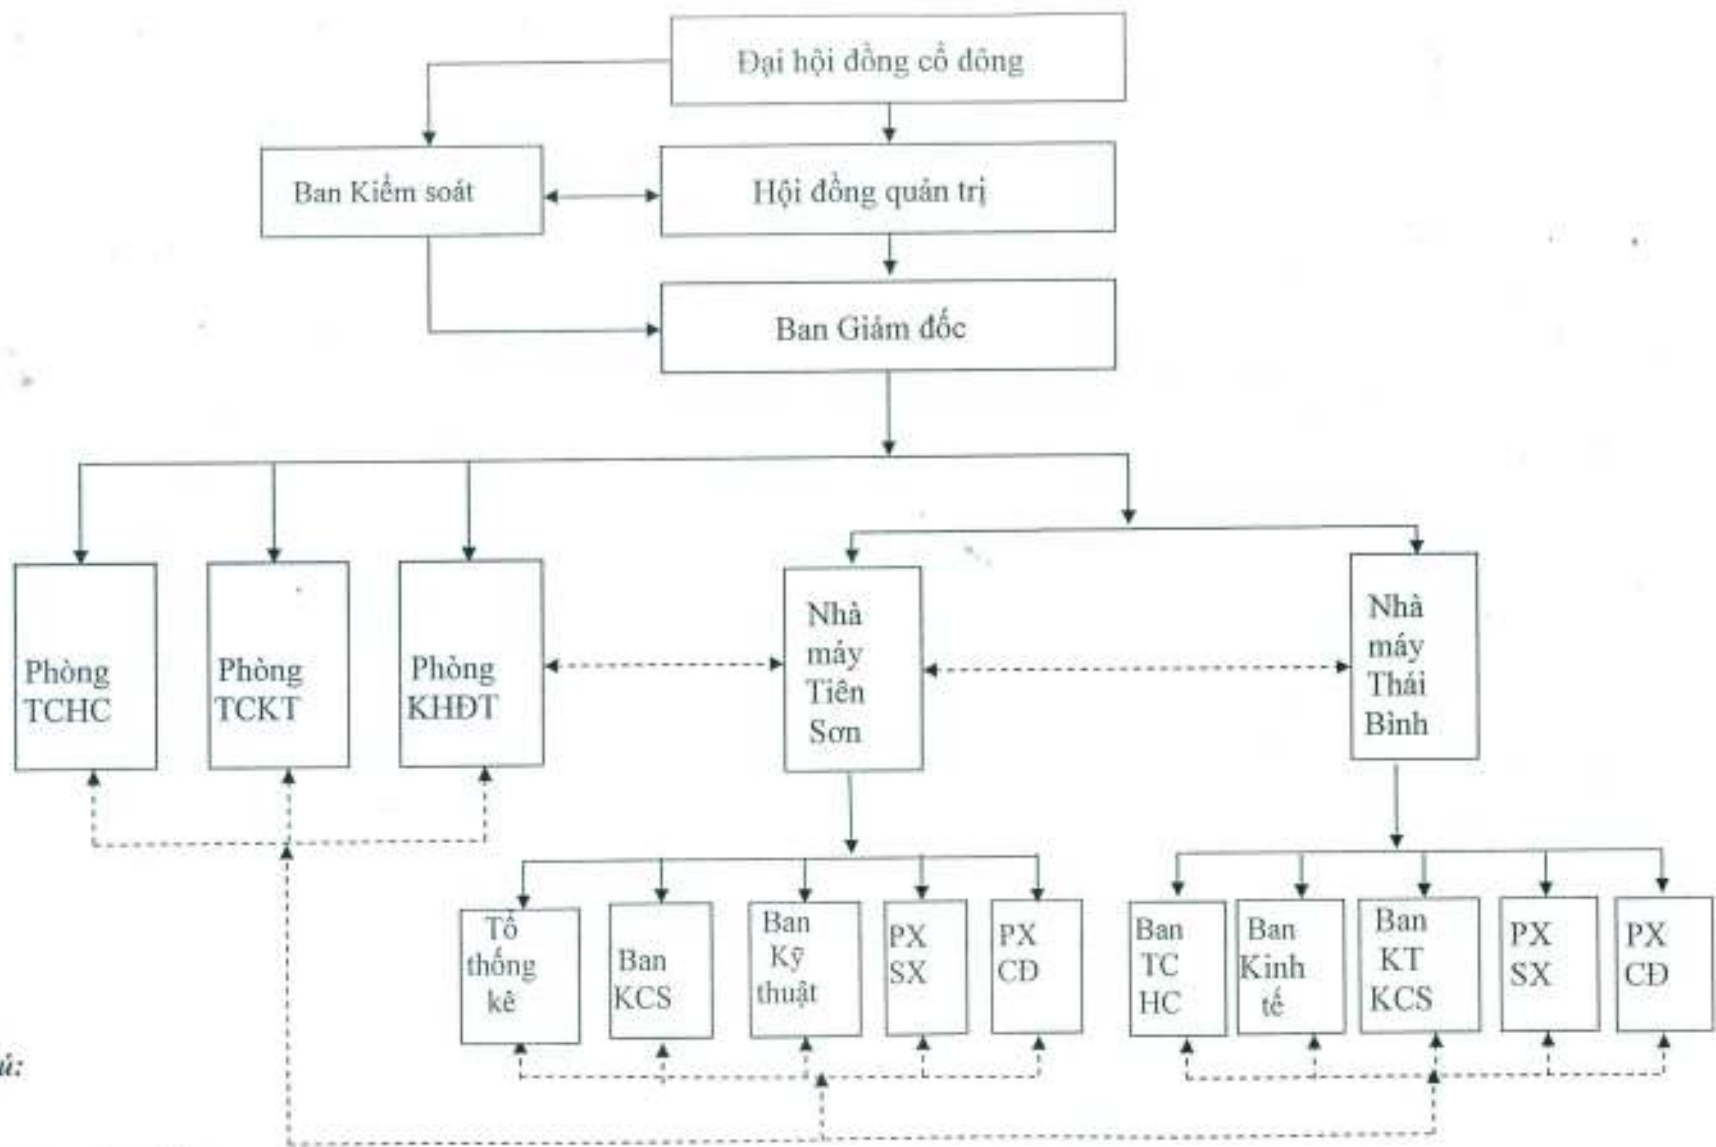 Đại hội đồng cổ đông
Ban Kiểm soát
Hội đồng quản trị
Ban Giám đốc
Phòng
TCHC
Phòng
TCKT
Phòng
KHĐT
Nhà
máy
Tiên
Sơn
Nhà
máy
Thái
Bình
Tổ
thống
kê
Ban
KCS
Ban
Kỹ
thuật
PX
SX
PX
CĐ
Ban
TC
HC
Ban
Kinh
tế
Ban
KT
KCS
PX
SX
PX
CĐ